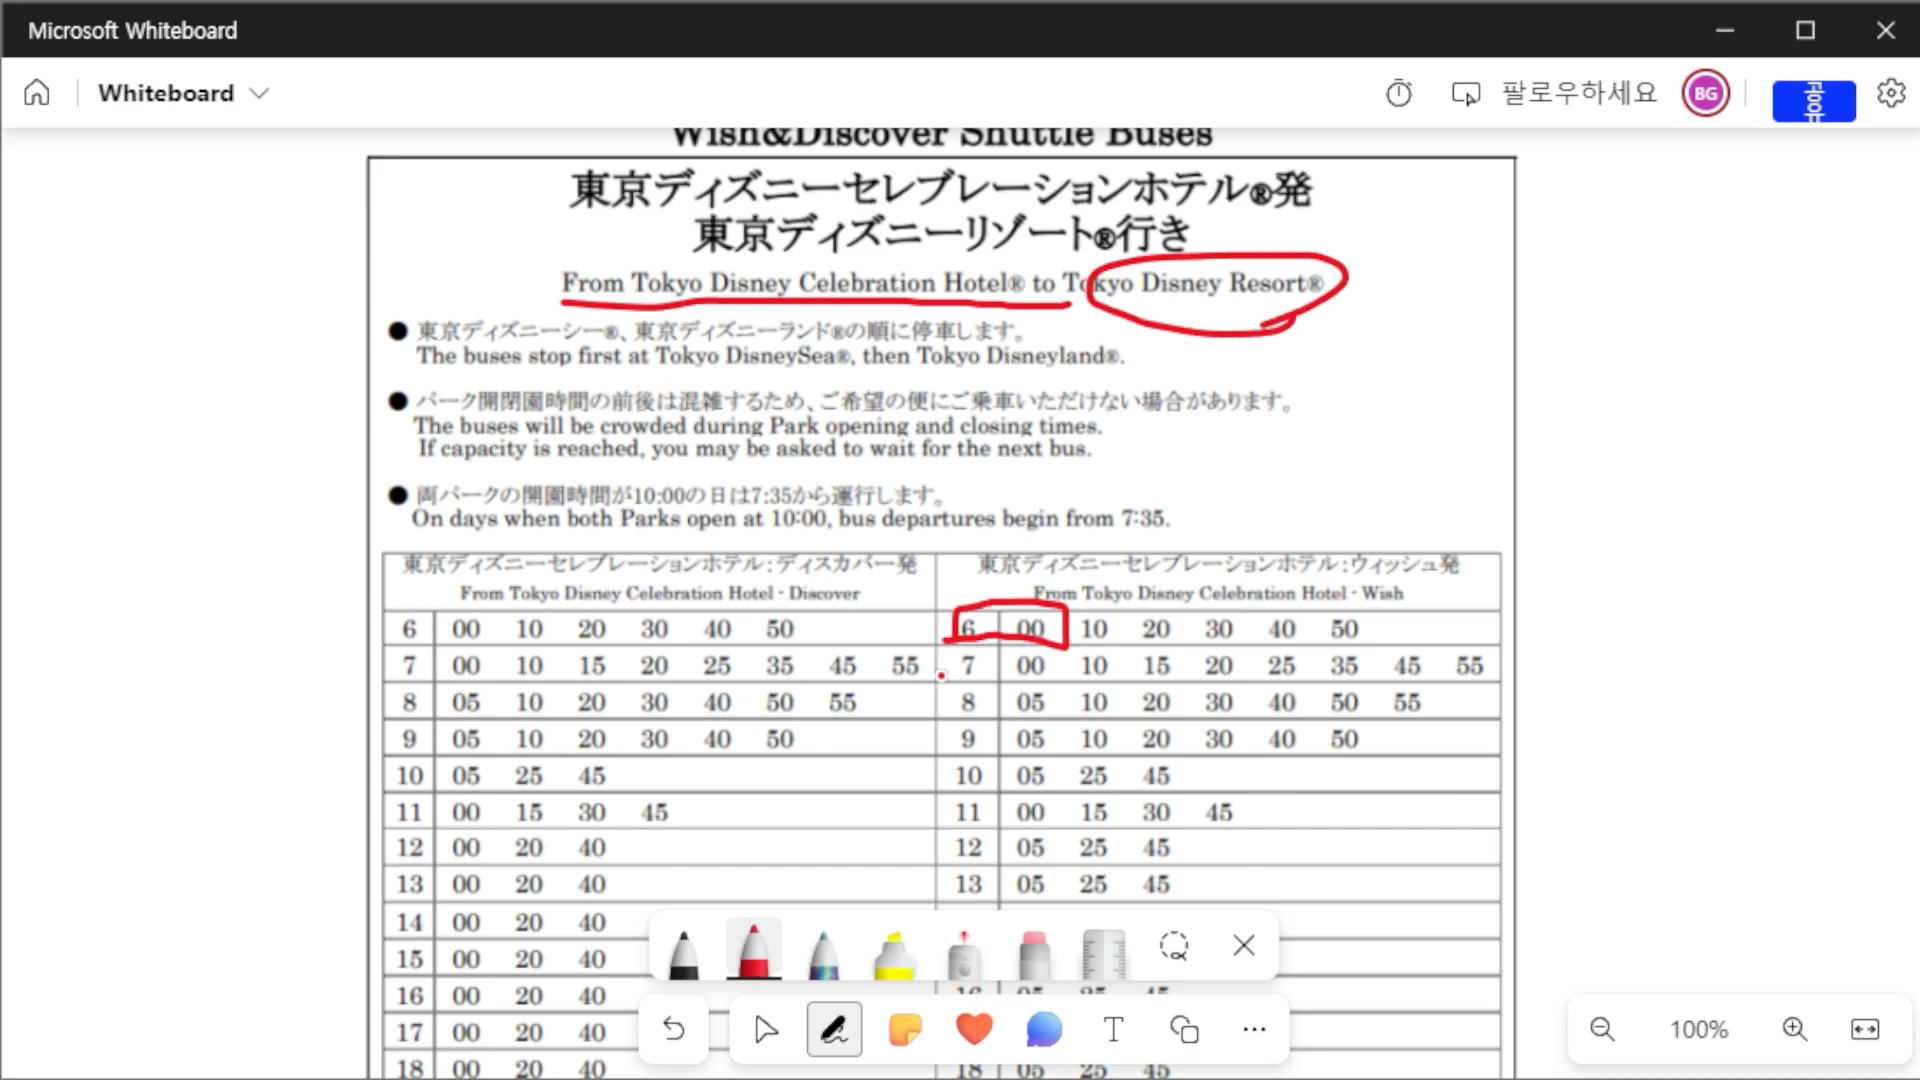 Microsoft Whiteboard
Whiteboard
팔로우하세요
BG
공유
Wish&Discover Shuttle Buses
東京ディズニーセレブレーションホテル®発
東京ディズニーリゾート®行き
From Tokyo Disney Celebration Hotel® to Tokyo Disney Resort®
● 東京ディズニーシー®、東京ディズニーランド®の順に停車します。
The buses stop first at Tokyo DisneySea®, then Tokyo Disneyland®.
● パーク開閉園時間の前後は混雑するため、ご希望の便にご乗車いただけない場合があります。
The buses will be crowded during Park opening and closing times.
If capacity is reached, you may be asked to wait for the next bus.
● 両パークの開園時間が10:00の日は7:35から運行します。
On days when both Parks open at 10:00, bus departures begin from 7:35.
東京ディズニーセレブレーションホテル:ディスカバー発 東京ディズニーセレブレーションホテル:ウィッシュ発
From Tokyo Disney Celebration Hotel - Discover From Tokyo Disney Celebration Hotel - Wish
6 00 10 20 30 40 50 6 00 10 20 30 40 50
7 00 10 15 20 25 35 45 55 7 00 10 15 20 25 35 45 55
8 05 10 20 30 40 50 55 8 05 10 20 30 40 50 55
9 05 10 20 30 40 50 9 05 10 20 30 40 50
10 05 25 45 10 05 25 45
11 00 15 30 45 11 00 15 30 45
12 00 20 40 12 05 25 45
13 00 20 40 13 05 25 45
14 00 20 40
15 00 20 40
16 00 20 40 16 05 25 45
17 00 20 40
18 00 20 40 18 05 25 45
100%